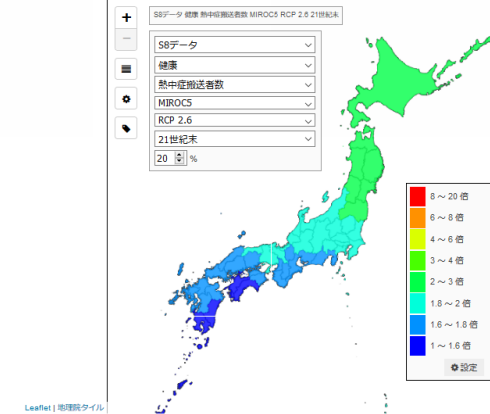 +
−
S8データ 健康 熱中症搬送者数 MIROC5 RCP 2.6 21世紀末
S8データ
健康
熱中症搬送者数
MIROC5
RCP 2.6
21世紀末
20 %
8 ～ 20 倍
6 ～ 8 倍
4 ～ 6 倍
3 ～ 4 倍
2 ～ 3 倍
1.8 ～ 2 倍
1.6 ～ 1.8 倍
1 ～ 1.6 倍
設定
Leaflet | 地理院タイル